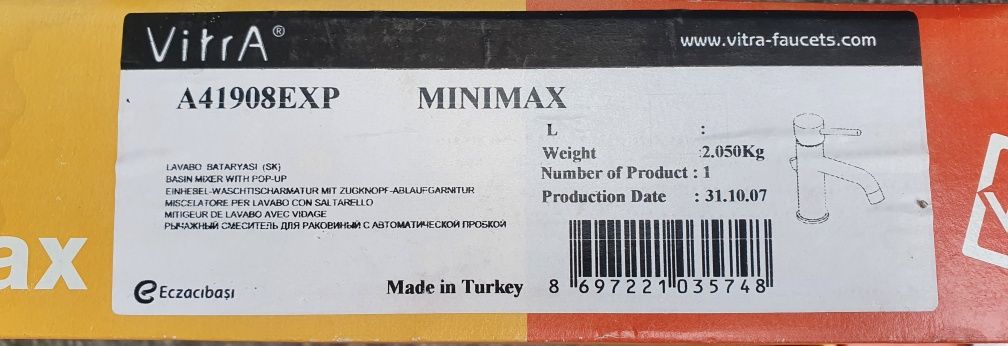 VitrA®
www.vitra-faucets.com
A41908EXP MINIMAX
L :
Weight :2.050Kg
Number of Product : 1
Production Date : 31.10.07
LAVABO BATARYASI (SK)
BASIN MIXER WITH POP-UP
EINHEBEL-WASCHTISCHARMATUR MIT ZUGKNOPF-ABLAUFGARNITUR
MISCELATORE PER LAVABO CON SALTARELLO
MITIGEUR DE LAVABO AVEC VIDAGE
РЫЧАЖНЫЙ СМЕСИТЕЛЬ ДЛЯ РАКОВИНЫЙ С АВТОМАТИЧЕСКОЙ ПРОБКОЙ
ax
Eczacıbaşı
Made in Turkey
8 697221 035748